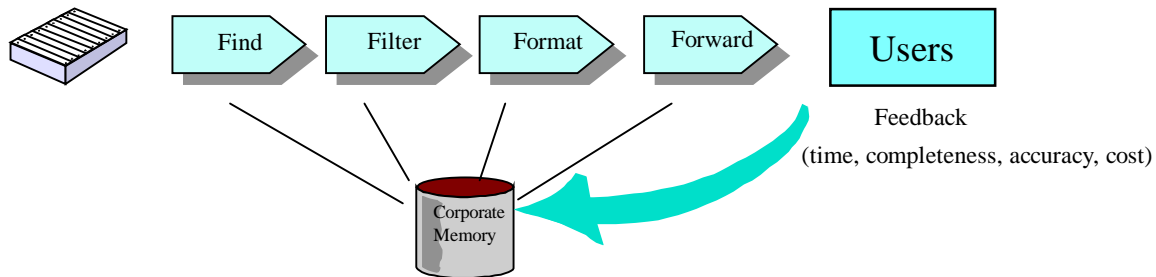 Find
Filter
Format
Forward
Users
Feedback
(time, completeness, accuracy, cost)
Corporate
Memory